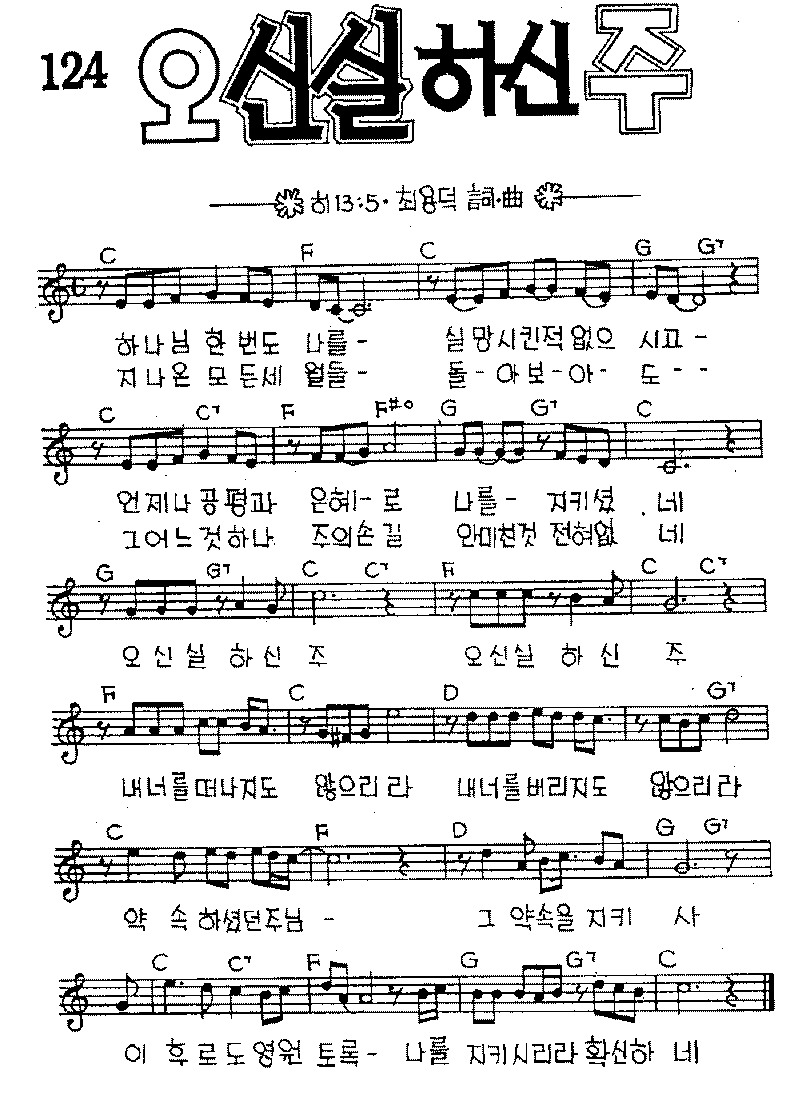 124 오 신실하신 주
히13:5· 최용덕 詞·曲
C F C G G7
하나님 한 번도 나를- 실망시킨적없으 시고-
지나온 모든세 월들- 돌-아보-아- 도--
C C7 F F#o G G7 C
언제나 공평과 은혜-로 나를- 지키셨 네
그어느것하나 주의손길 안미친것 전혀없 네
G G7 C C7 F C C7
오 신 실 하 신 주 오신실 하 신 주
F C D G7
내너를떠나지도 않으리라 내너를버리지도 않으리라
C F D G G7
약 속 하셨던주님- 그 약속을 지키 사
C C7 F G G7 C
이 후 로도 영원 토록- 나를 지키시리라 확신하 네